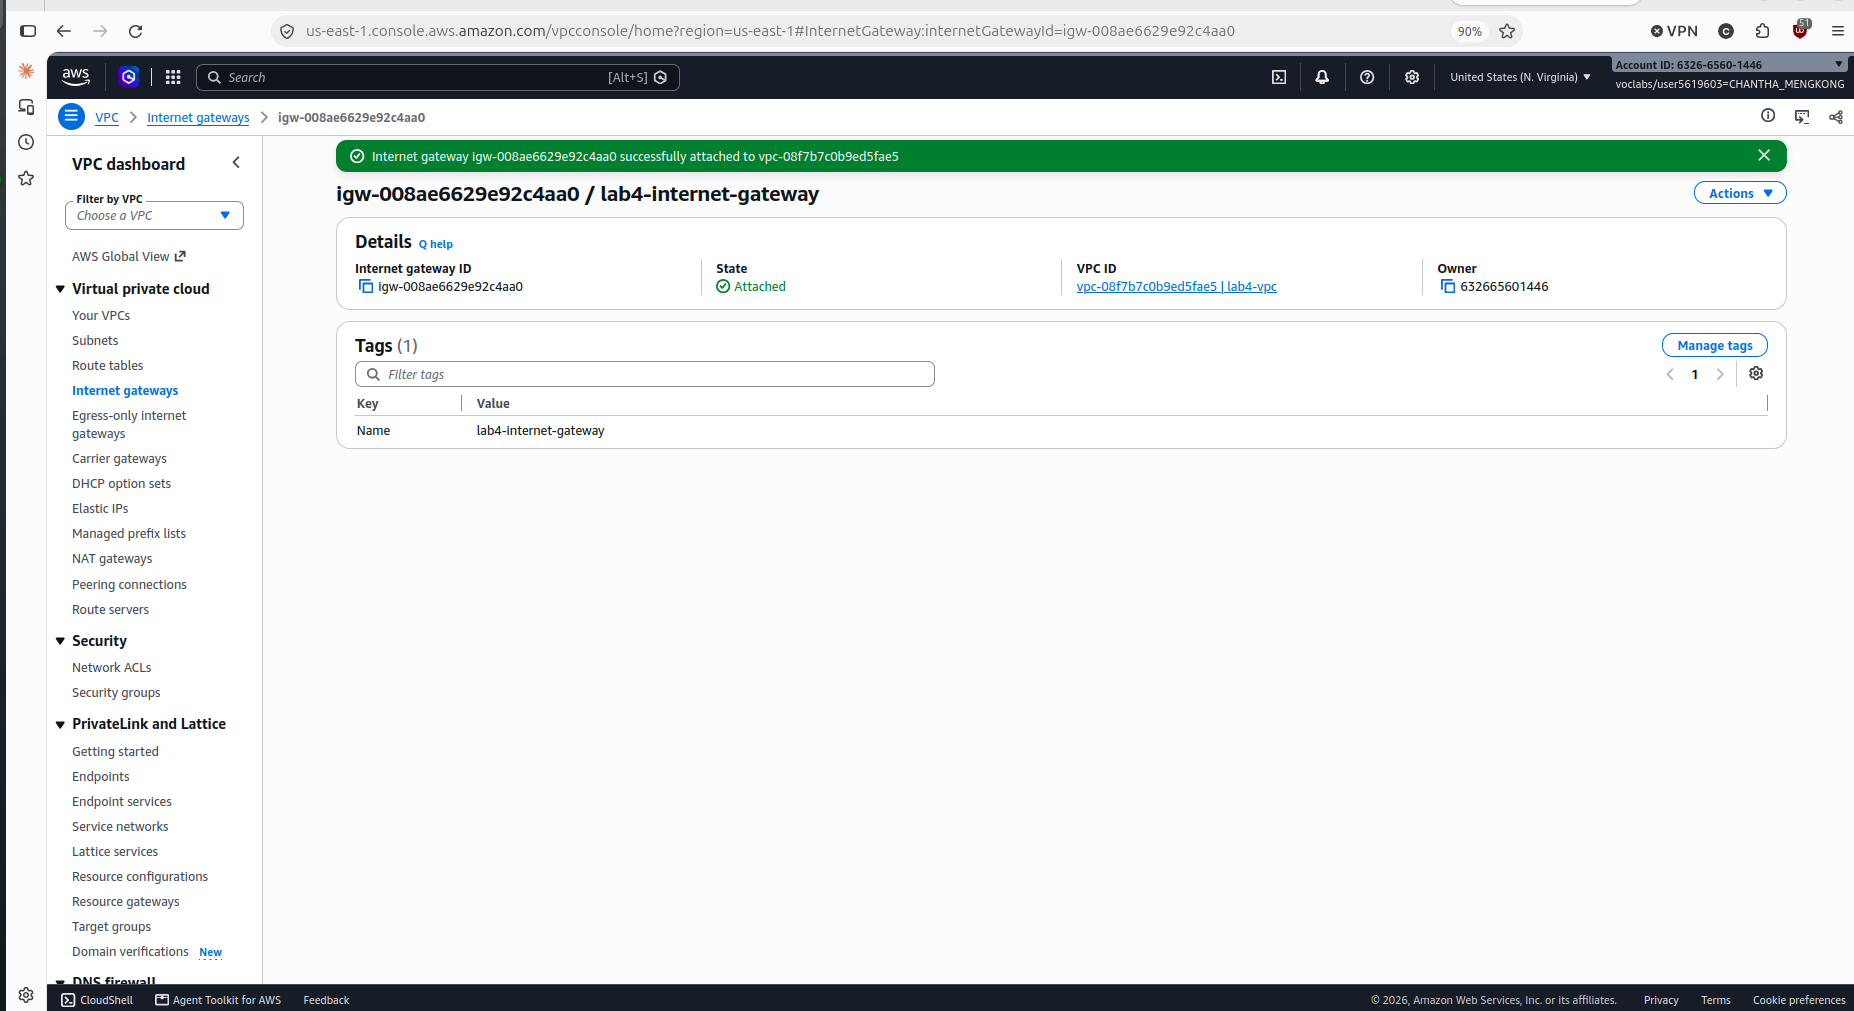 us-east-1.console.aws.amazon.com/vpcconsole/home?region=us-east-1#InternetGateway:internetGatewayId=igw-008ae6629e92c4aa0
90%
VPN
C
51
aws
Search
[Alt+S]
United States (N. Virginia)
Account ID: 6326-6560-1446
voclabs/user5619603=CHANTHA_MENGKONG
VPC
Internet gateways
igw-008ae6629e92c4aa0
VPC dashboard
Filter by VPC
Choose a VPC
AWS Global View
Virtual private cloud
Your VPCs
Subnets
Route tables
Internet gateways
Egress-only internet
gateways
Carrier gateways
DHCP option sets
Elastic IPs
Managed prefix lists
NAT gateways
Peering connections
Route servers
Security
Network ACLs
Security groups
PrivateLink and Lattice
Getting started
Endpoints
Endpoint services
Service networks
Lattice services
Resource configurations
Resource gateways
Target groups
Domain verifications New
DNS firewall
Internet gateway igw-008ae6629e92c4aa0 successfully attached to vpc-08f7b7c0b9ed5fae5
igw-008ae6629e92c4aa0 / lab4-internet-gateway
Actions
Details Q help
Internet gateway ID
igw-008ae6629e92c4aa0
State
Attached
VPC ID
vpc-08f7b7c0b9ed5fae5 | lab4-vpc
Owner
632665601446
Tags (1)
Manage tags
Filter tags
1
Key Value
Name lab4-internet-gateway
CloudShell
Agent Toolkit for AWS
Feedback
© 2026, Amazon Web Services, Inc. or its affiliates.
Privacy
Terms
Cookie preferences